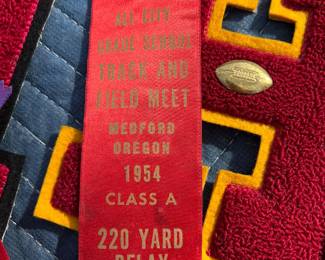 ALL CITY
GRADE SCHOOL
TRACK AND
FIELD MEET
MEDFORD
OREGON
1954
CLASS A
220 YARD
RELAY